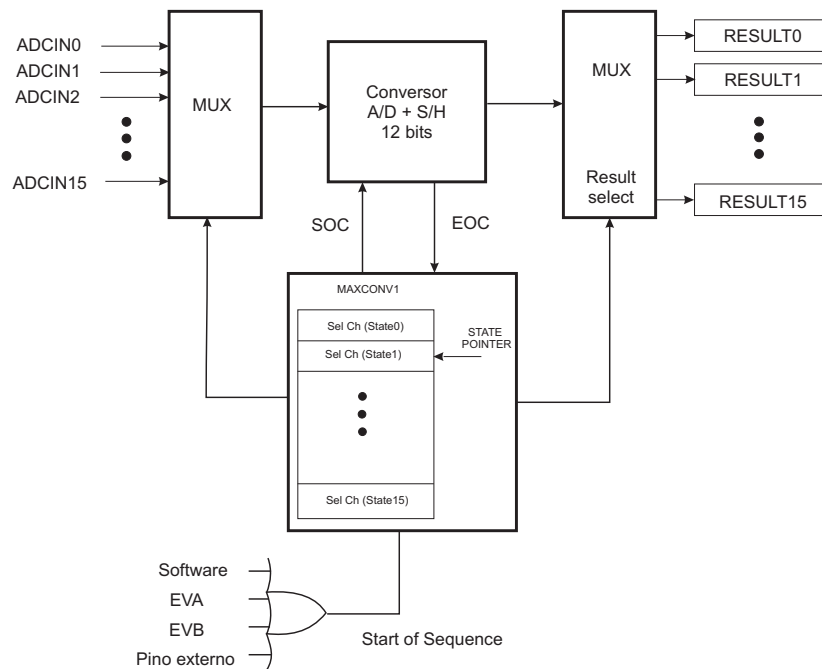 ADCIN0
ADCIN1
ADCIN2
ADCIN15
MUX
Conversor
A/D + S/H
12 bits
MUX
Result
select
RESULT0
RESULT1
RESULT15
SOC
EOC
MAXCONV1
Sel Ch (State0)
Sel Ch (State1)
Sel Ch (State15)
STATE
POINTER
Software
EVA
EVB
Pino externo
Start of Sequence